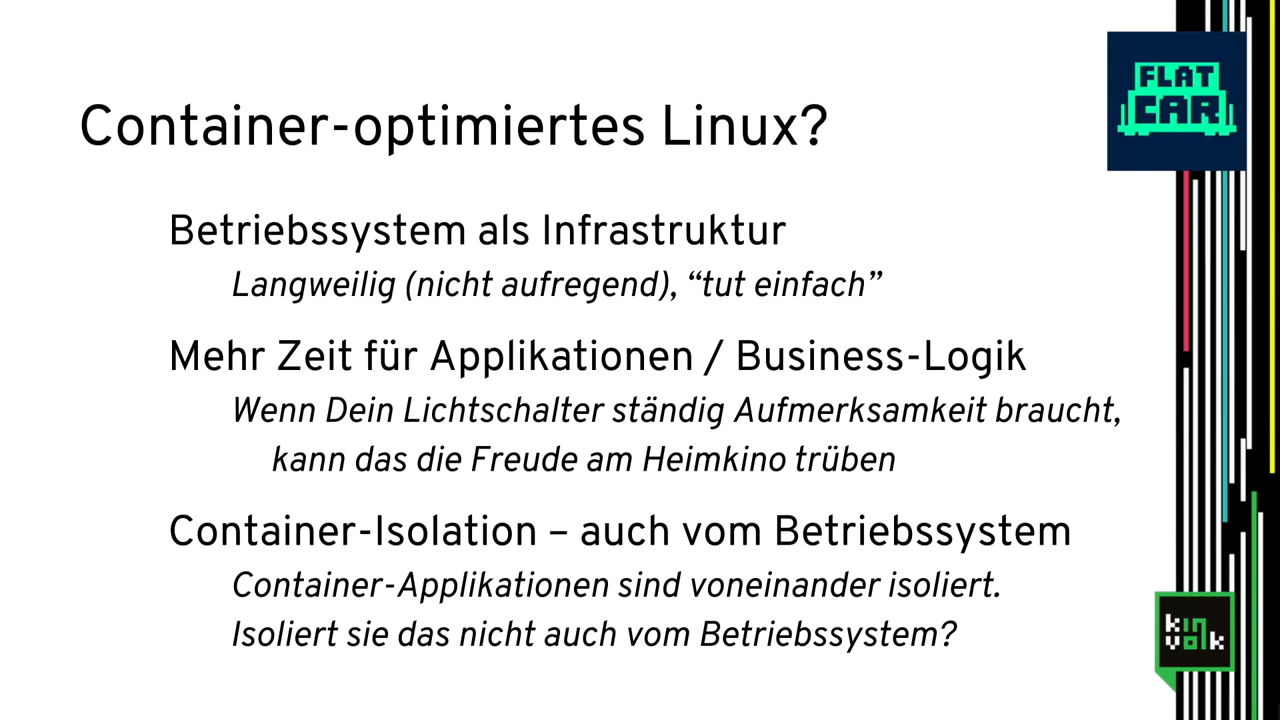 FLAT
CAR
Container-optimiertes Linux?
Betriebssystem als Infrastruktur
Langweilig (nicht aufregend), “tut einfach”
Mehr Zeit für Applikationen / Business-Logik
Wenn Dein Lichtschalter ständig Aufmerksamkeit braucht,
kann das die Freude am Heimkino trüben
Container-Isolation – auch vom Betriebssystem
Container-Applikationen sind voneinander isoliert.
Isoliert sie das nicht auch vom Betriebssystem?
kin
volk